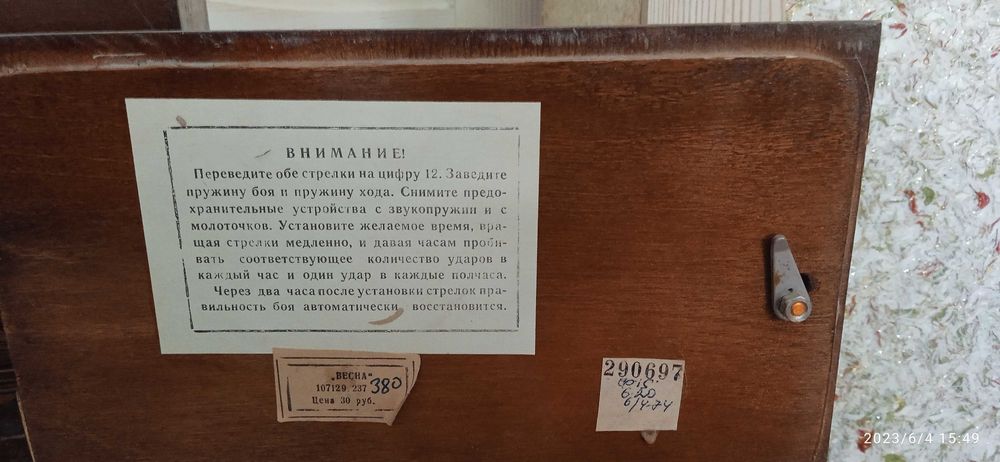 ВНИМАНИЕ!
Переведите обе стрелки на цифру 12. Заведите
пружину боя и пружину хода. Снимите предо-
хранительные устройства с звукопружин и с
молоточков. Установите желаемое время, вра-
щая стрелки медленно, и давая часам проби-
вать соответствующее количество ударов в
каждый час и один удар в каждые полчаса.
Через два часа после установки стрелок пра-
вильность боя автоматически восстановится.
„ВЕСНА"
107129 237 380
Цена 30 руб.
290697
6/4-74
2023/6/4 15:49